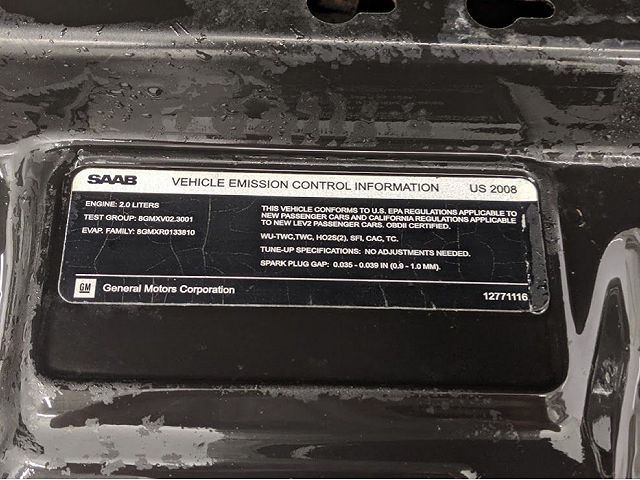 SAAB VEHICLE EMISSION CONTROL INFORMATION US 2008
ENGINE: 2.0 LITERS
TEST GROUP: 8GMXV02.3001
EVAP. FAMILY: 8GMXR0133810
THIS VEHICLE CONFORMS TO U.S. EPA REGULATIONS APPLICABLE TO
NEW PASSENGER CARS AND CALIFORNIA REGULATIONS APPLICABLE
TO NEW LEV2 PASSENGER CARS. OBDII CERTIFIED.
WU-TWC,TWC, HO2S(2), SFI, CAC, TC.
TUNE-UP SPECIFICATIONS: NO ADJUSTMENTS NEEDED.
SPARK PLUG GAP: 0.035 - 0.039 IN (0.9 - 1.0 MM).
GM General Motors Corporation 12771116